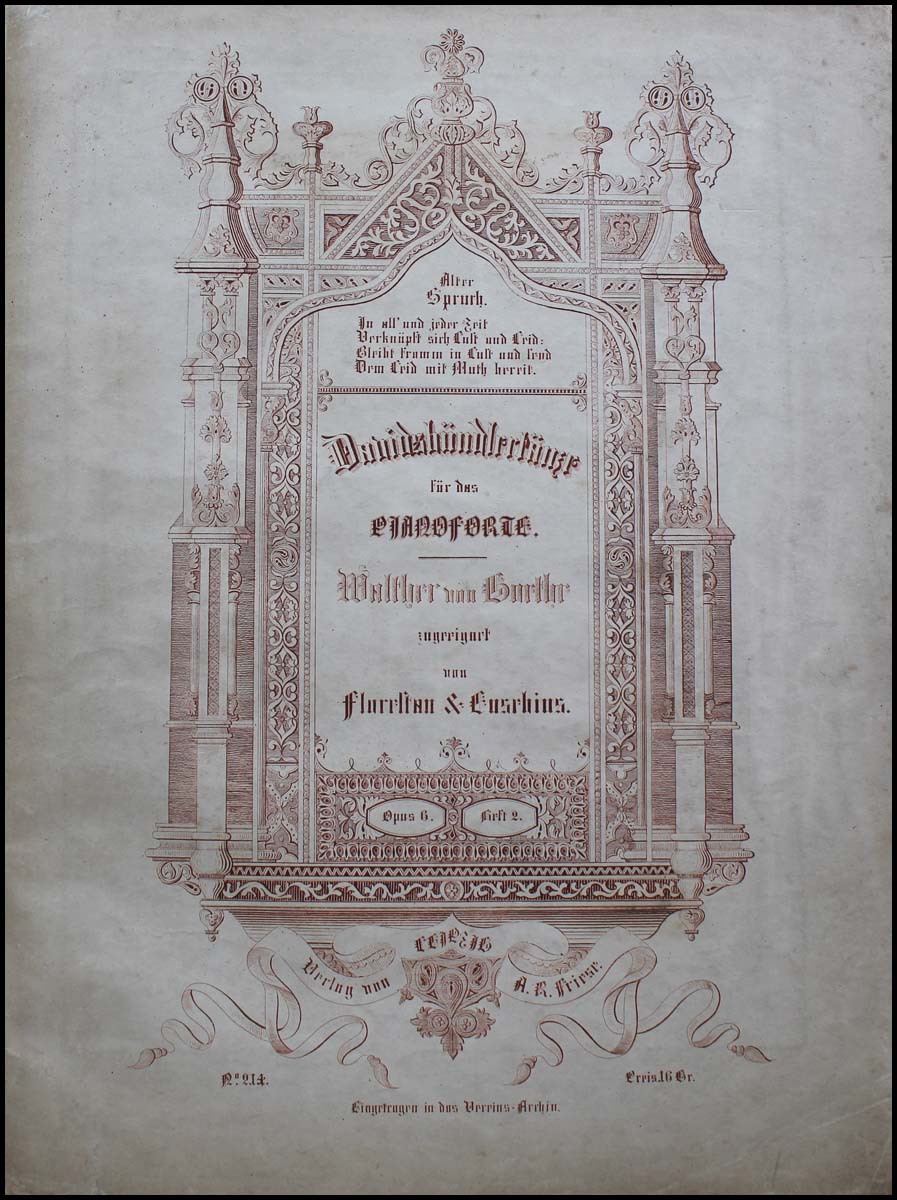 Alter
Spruch.
In all' und jeder Zeit
Verknüpft sich Lust und Leid:
Bleibt fromm in Lust und seyd
Dem Leid mit Muth bereit.
Davidsbündlertänze
für das
PIANOFORTE.
Walther von Goethe
zugeeignet
von
Florestan & Eusebius.
Opus 6. Heft 2.
LEIPZIG
Verlag von A. R. Friese.
No. 214. Preis 16 Gr.
Eingetragen in das Vereins-Archiv.